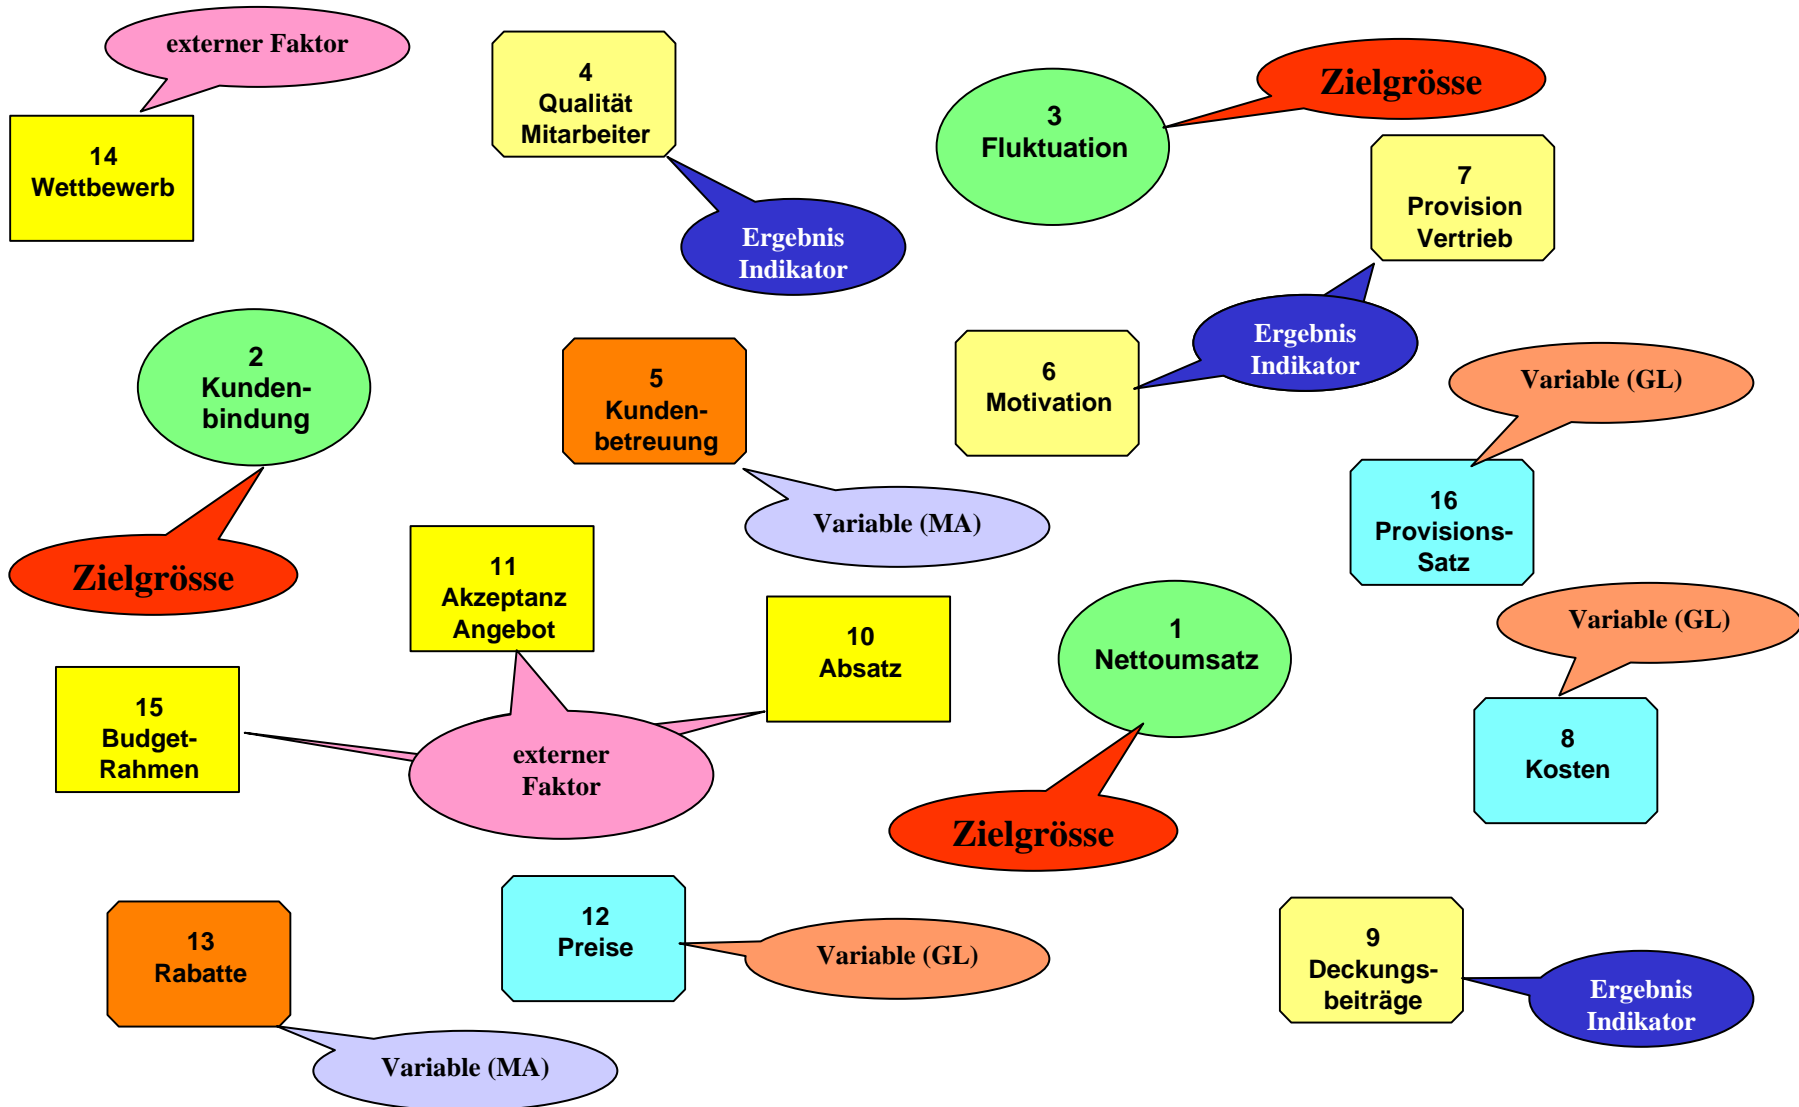 externer Faktor
14
Wettbewerb
4
Qualität
Mitarbeiter
Ergebnis
Indikator
3
Fluktuation
Zielgrösse
7
Provision
Vertrieb
Ergebnis
Indikator
6
Motivation
2
Kunden-
bindung
Zielgrösse
5
Kunden-
betreuung
Variable (MA)
Variable (GL)
16
Provisions-
Satz
11
Akzeptanz
Angebot
10
Absatz
15
Budget-
Rahmen
externer
Faktor
1
Nettoumsatz
Zielgrösse
Variable (GL)
8
Kosten
13
Rabatte
Variable (MA)
12
Preise
Variable (GL)
9
Deckungs-
beiträge
Ergebnis
Indikator